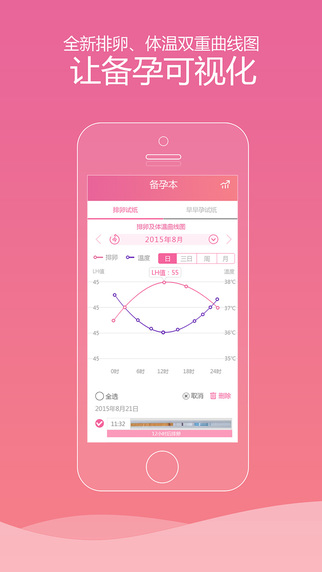 全新排卵、体温双重曲线图
让备孕可视化
备孕本
排卵试纸 早早孕试纸
排卵及体温曲线图
2015年8月
排卵 温度 日 三日 周 月
LH值 LH值：55 温度
45 38℃
45 37℃
45 36℃
45 35℃
0时 6时 12时 18时 24时
全选 取消 删除
2015年8月21日
11:32